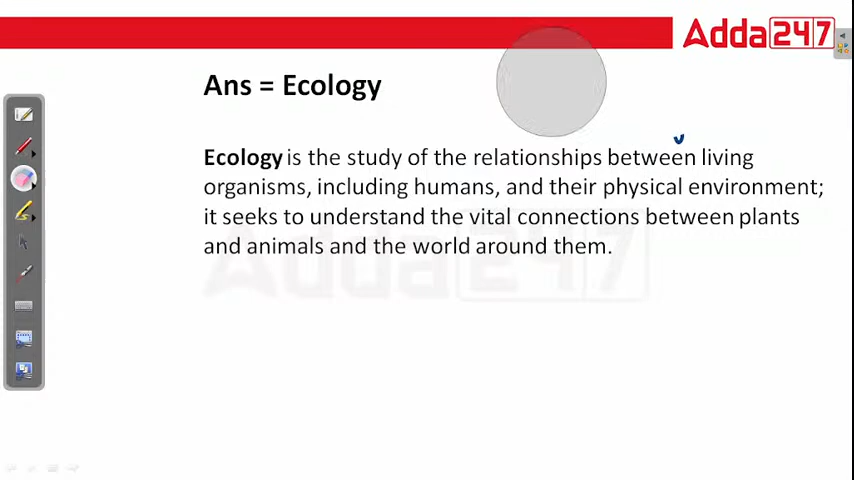 Adda247
Ans = Ecology
Ecology is the study of the relationships between living
organisms, including humans, and their physical environment;
it seeks to understand the vital connections between plants
and animals and the world around them.
Adda247